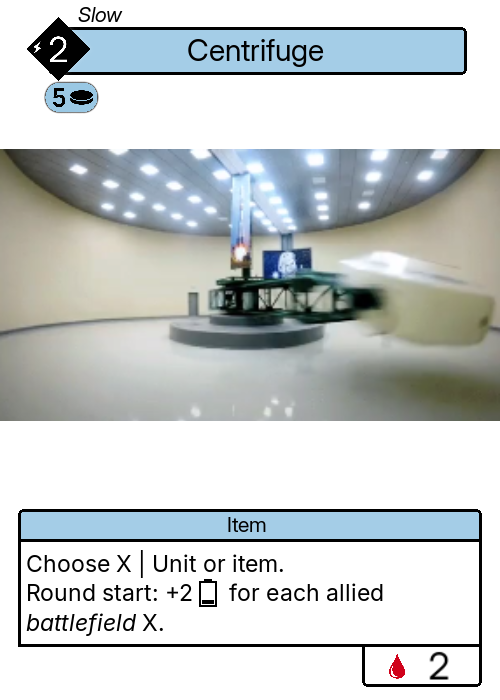 Slow
2
Centrifuge
5
Item
Choose X | Unit or item.
Round start: +2 for each allied
battlefield X.
2